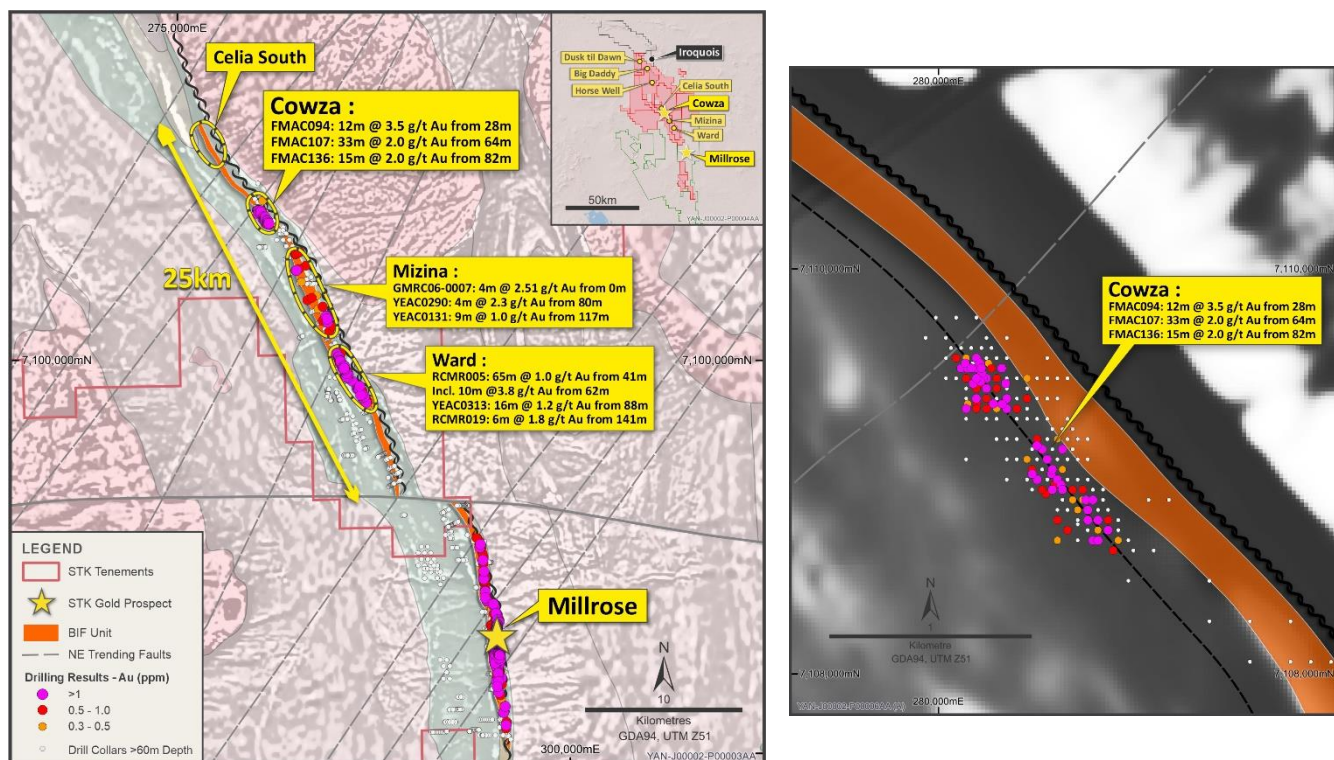 275,000mE
Celia South
Cowza :
FMAC094: 12m @ 3.5 g/t Au from 28m
FMAC107: 33m @ 2.0 g/t Au from 64m
FMAC136: 15m @ 2.0 g/t Au from 82m
Dusk til Dawn
Iroquois
Big Daddy
Horse Well
Celia South
Cowza
Mizina
Ward
Millrose
50km
YAN-J00002-P00004AA
25km
Mizina :
GMRC06-0007: 4m @ 2.51 g/t Au from 0m
YEAC0290: 4m @ 2.3 g/t Au from 80m
YEAC0131: 9m @ 1.0 g/t Au from 117m
7,100,000mN
7,100,000mN
Ward :
RCMR005: 65m @ 1.0 g/t Au from 41m
Incl. 10m @3.8 g/t Au from 62m
YEAC0313: 16m @ 1.2 g/t Au from 88m
RCMR019: 6m @ 1.8 g/t Au from 141m
LEGEND
STK Tenements
STK Gold Prospect
BIF Unit
NE Trending Faults
Drilling Results - Au (ppm)
>1
0.5 - 1.0
0.3 - 0.5
Drill Collars >60m Depth
Millrose
N
10
Kilometres
GDA94, UTM Z51
300,000mE
YAN-J00002-P00003AA
280,000mE
7,110,000mN
7,110,000mN
Cowza :
FMAC094: 12m @ 3.5 g/t Au from 28m
FMAC107: 33m @ 2.0 g/t Au from 64m
FMAC136: 15m @ 2.0 g/t Au from 82m
N
1
Kilometre
GDA94, UTM Z51
7,108,000mN
7,108,000mN
280,000mE